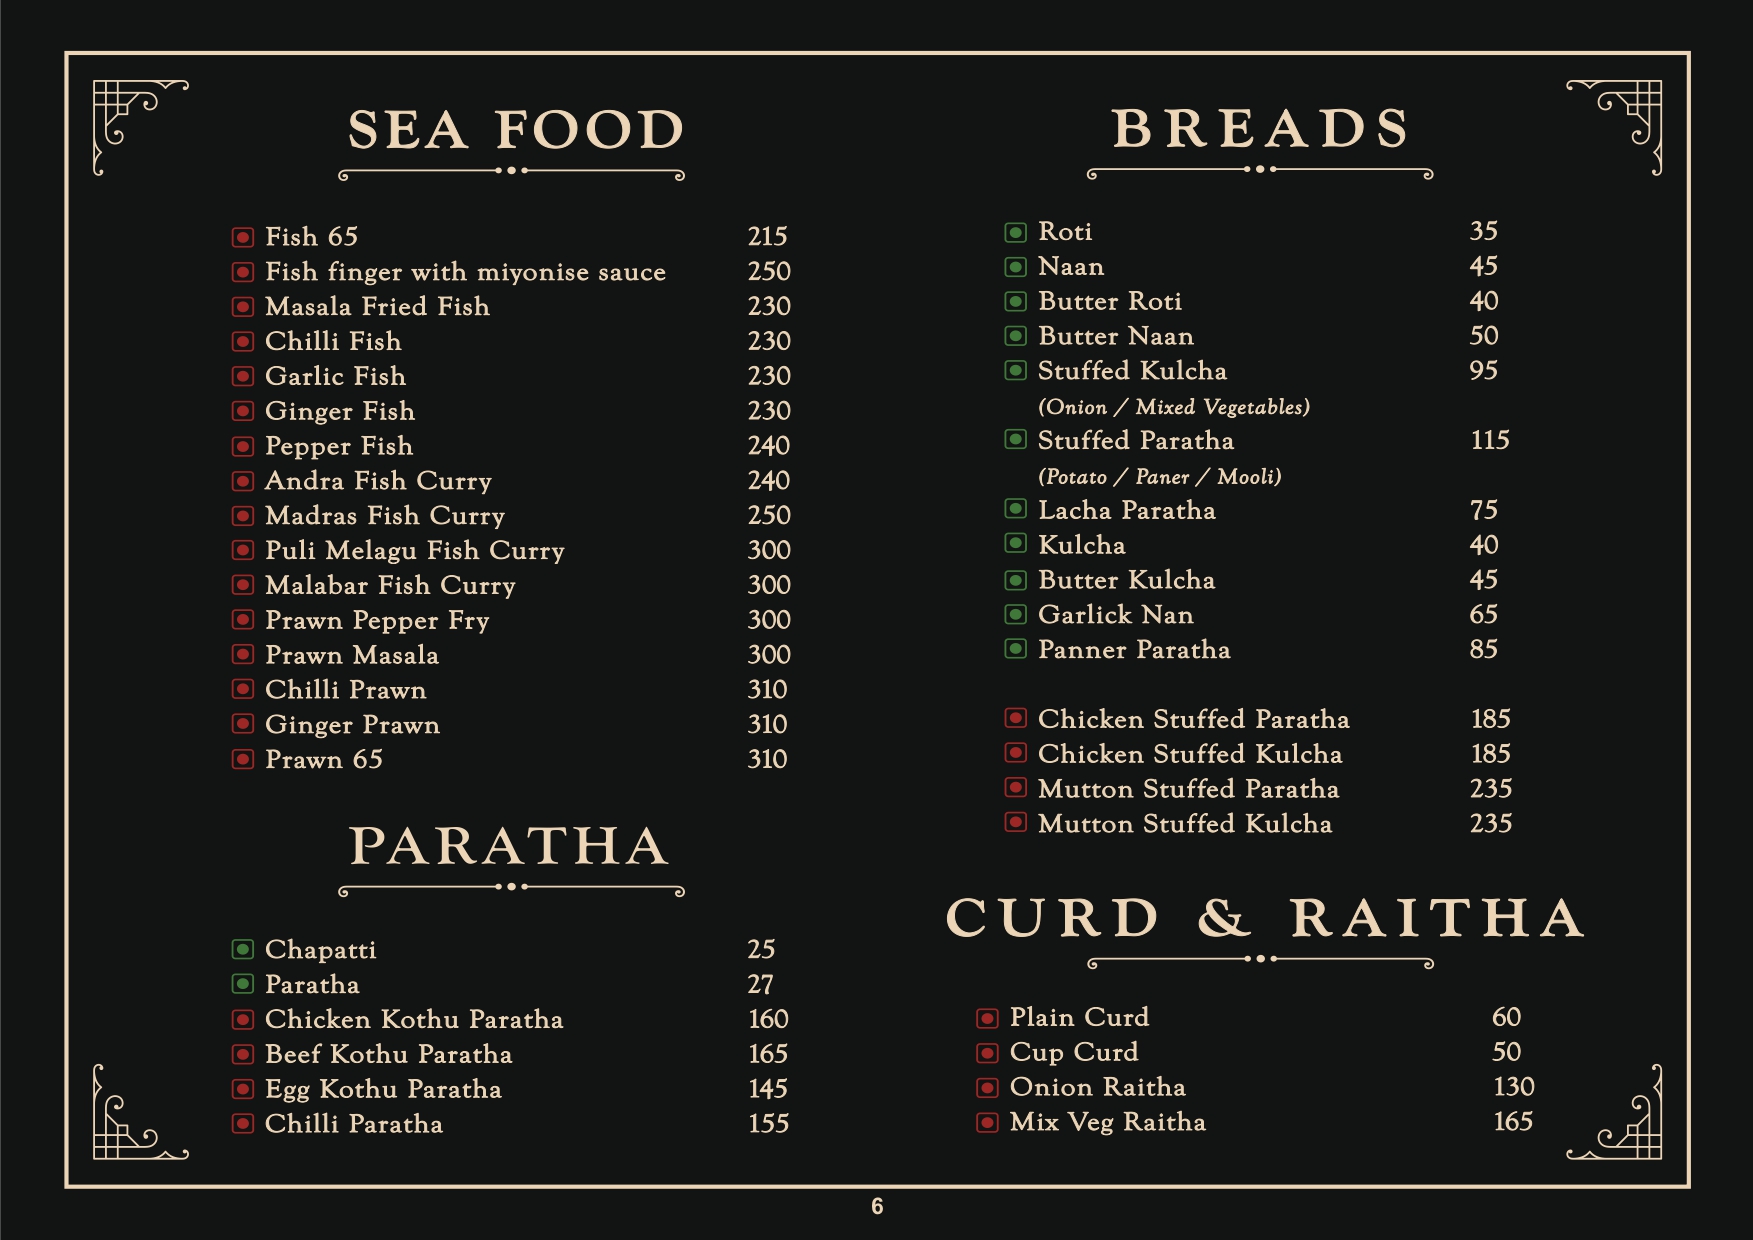 SEA FOOD
Fish 65 215
Fish finger with miyonise sauce 250
Masala Fried Fish 230
Chilli Fish 230
Garlic Fish 230
Ginger Fish 230
Pepper Fish 240
Andra Fish Curry 240
Madras Fish Curry 250
Puli Melagu Fish Curry 300
Malabar Fish Curry 300
Prawn Pepper Fry 300
Prawn Masala 300
Chilli Prawn 310
Ginger Prawn 310
Prawn 65 310
PARATHA
Chapatti 25
Paratha 27
Chicken Kothu Paratha 160
Beef Kothu Paratha 165
Egg Kothu Paratha 145
Chilli Paratha 155
BREADS
Roti 35
Naan 45
Butter Roti 40
Butter Naan 50
Stuffed Kulcha 95
(Onion / Mixed Vegetables)
Stuffed Paratha 115
(Potato / Paner / Mooli)
Lacha Paratha 75
Kulcha 40
Butter Kulcha 45
Garlick Nan 65
Panner Paratha 85
Chicken Stuffed Paratha 185
Chicken Stuffed Kulcha 185
Mutton Stuffed Paratha 235
Mutton Stuffed Kulcha 235
CURD & RAITHA
Plain Curd 60
Cup Curd 50
Onion Raitha 130
Mix Veg Raitha 165
6